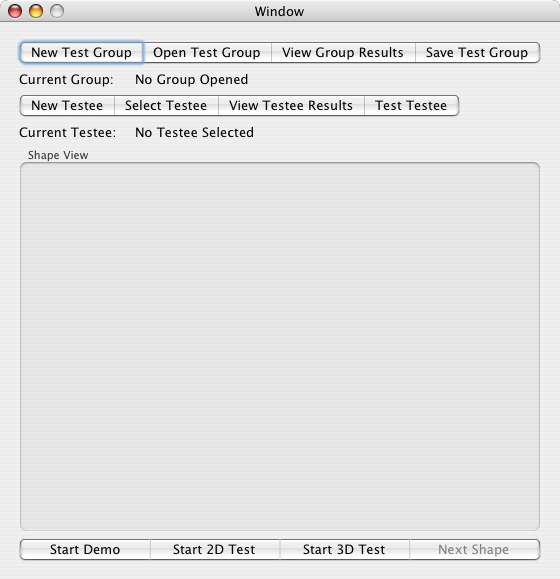 Window
New Test Group Open Test Group View Group Results Save Test Group
Current Group: No Group Opened
New Testee Select Testee View Testee Results Test Testee
Current Testee: No Testee Selected
Shape View
Start Demo Start 2D Test Start 3D Test Next Shape